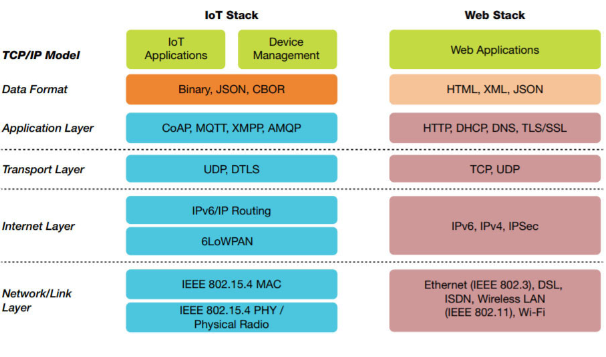 IoT Stack
Web Stack
TCP/IP Model
IoT
Applications
Device
Management
Web Applications
Data Format
Binary, JSON, CBOR
HTML, XML, JSON
Application Layer
CoAP, MQTT, XMPP, AMQP
HTTP, DHCP, DNS, TLS/SSL
Transport Layer
UDP, DTLS
TCP, UDP
Internet Layer
IPv6/IP Routing
6LoWPAN
IPv6, IPv4, IPSec
Network/Link
Layer
IEEE 802.15.4 MAC
IEEE 802.15.4 PHY /
Physical Radio
Ethernet (IEEE 802.3), DSL,
ISDN, Wireless LAN
(IEEE 802.11), Wi-Fi